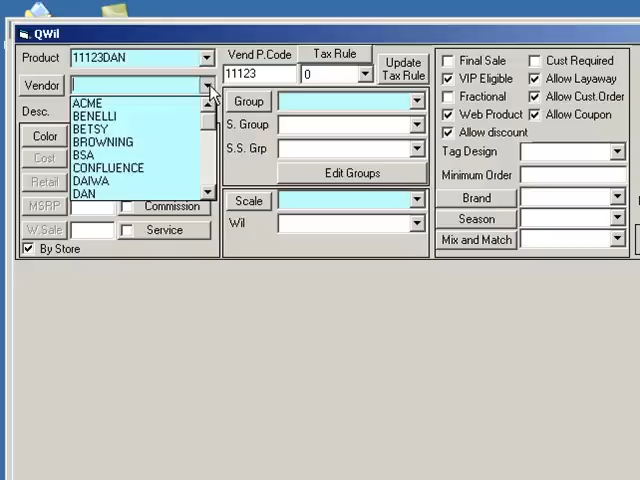 QWil
Product 11123DAN
Vend P.Code Tax Rule
11123 0
Update
Tax Rule
Vendor
ACME
BENELLI
BETSY
BROWNING
BSA
CONFLUENCE
DAIWA
DAN
Desc.
Color
Cost
Retail
MSRP Commission
W.Sale Service
By Store
Group
S. Group
S.S. Grp
Edit Groups
Scale
Wil
Final Sale Cust Required
VIP Eligible Allow Layaway
Fractional Allow Cust.Order
Web Product Allow Coupon
Allow discount
Tag Design
Minimum Order
Brand
Season
Mix and Match